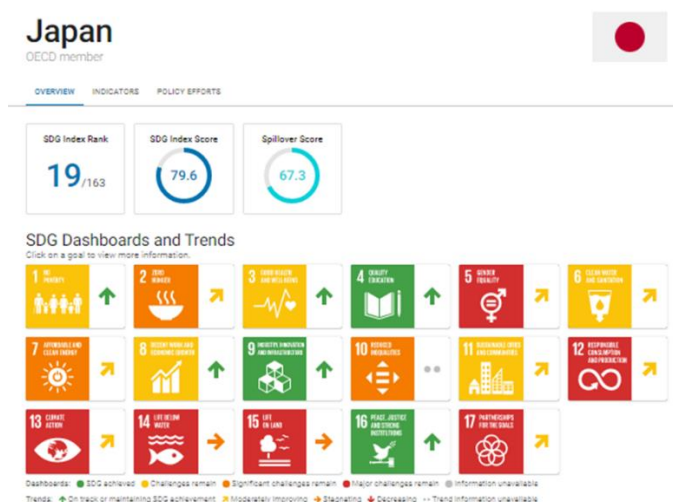 Japan
OECD member
OVERVIEW INDICATORS POLICY EFFORTS
SDG Index Rank
19/163
SDG Index Score
79.6
Spillover Score
67.3
SDG Dashboards and Trends
Click on a goal to view more information.
1 NO POVERTY
2 ZERO HUNGER
3 GOOD HEALTH AND WELL-BEING
4 QUALITY EDUCATION
5 GENDER EQUALITY
6 CLEAN WATER AND SANITATION
7 AFFORDABLE AND CLEAN ENERGY
8 DECENT WORK AND ECONOMIC GROWTH
9 INDUSTRY, INNOVATION AND INFRASTRUCTURE
10 REDUCED INEQUALITIES
11 SUSTAINABLE CITIES AND COMMUNITIES
12 RESPONSIBLE CONSUMPTION AND PRODUCTION
13 CLIMATE ACTION
14 LIFE BELOW WATER
15 LIFE ON LAND
16 PEACE, JUSTICE AND STRONG INSTITUTIONS
17 PARTNERSHIPS FOR THE GOALS
Dashboards: SDG achieved Challenges remain Significant challenges remain Major challenges remain Information unavailable
Trends: On track or maintaining SDG achievement Moderately improving Stagnating Decreasing Trend information unavailable